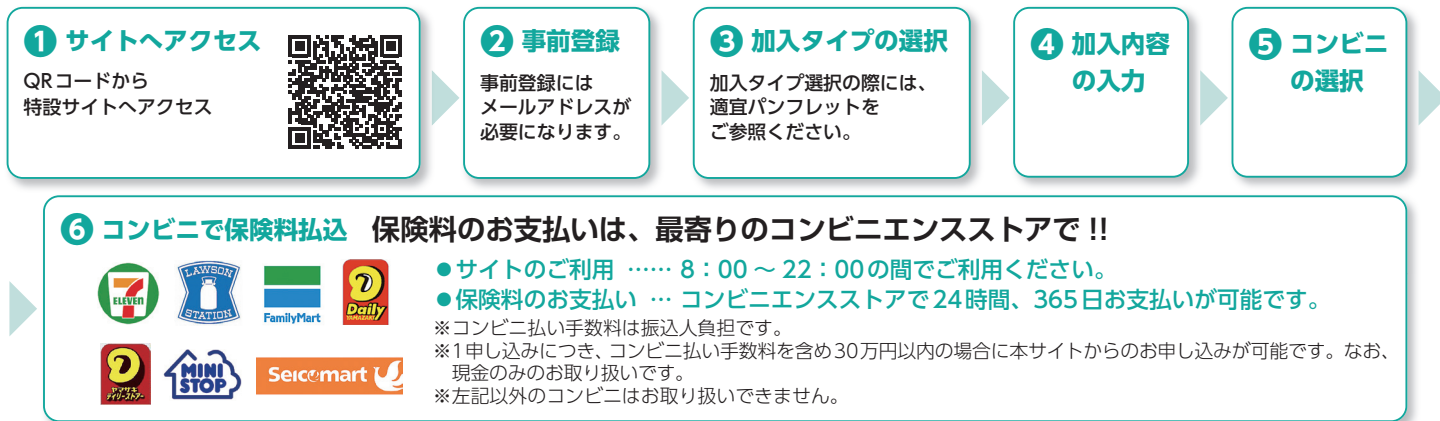 ❶ サイトへアクセス
QRコードから
特設サイトへアクセス
❷ 事前登録
事前登録には
メールアドレスが
必要になります。
❸ 加入タイプの選択
加入タイプ選択の際には、
適宜パンフレットを
ご参照ください。
❹ 加入内容
の入力
❺ コンビニ
の選択
❻ コンビニで保険料払込 保険料のお支払いは、最寄りのコンビニエンスストアで !!
●サイトのご利用 …… 8：00 ～ 22：00の間でご利用ください。
●保険料のお支払い … コンビニエンスストアで24時間、365日お支払いが可能です。
※コンビニ払い手数料は振込人負担です。
※1申し込みにつき、コンビニ払い手数料を含め30万円以内の場合に本サイトからのお申し込みが可能です。なお、
現金のみのお取り扱いです。
※左記以外のコンビニはお取り扱いできません。
7 ELEVEn
LAWSON
STATION
FamilyMart
Daily
YAMAZAKI
ヤマザキ
デイリーストアー
MINI
STOP
Seicomart